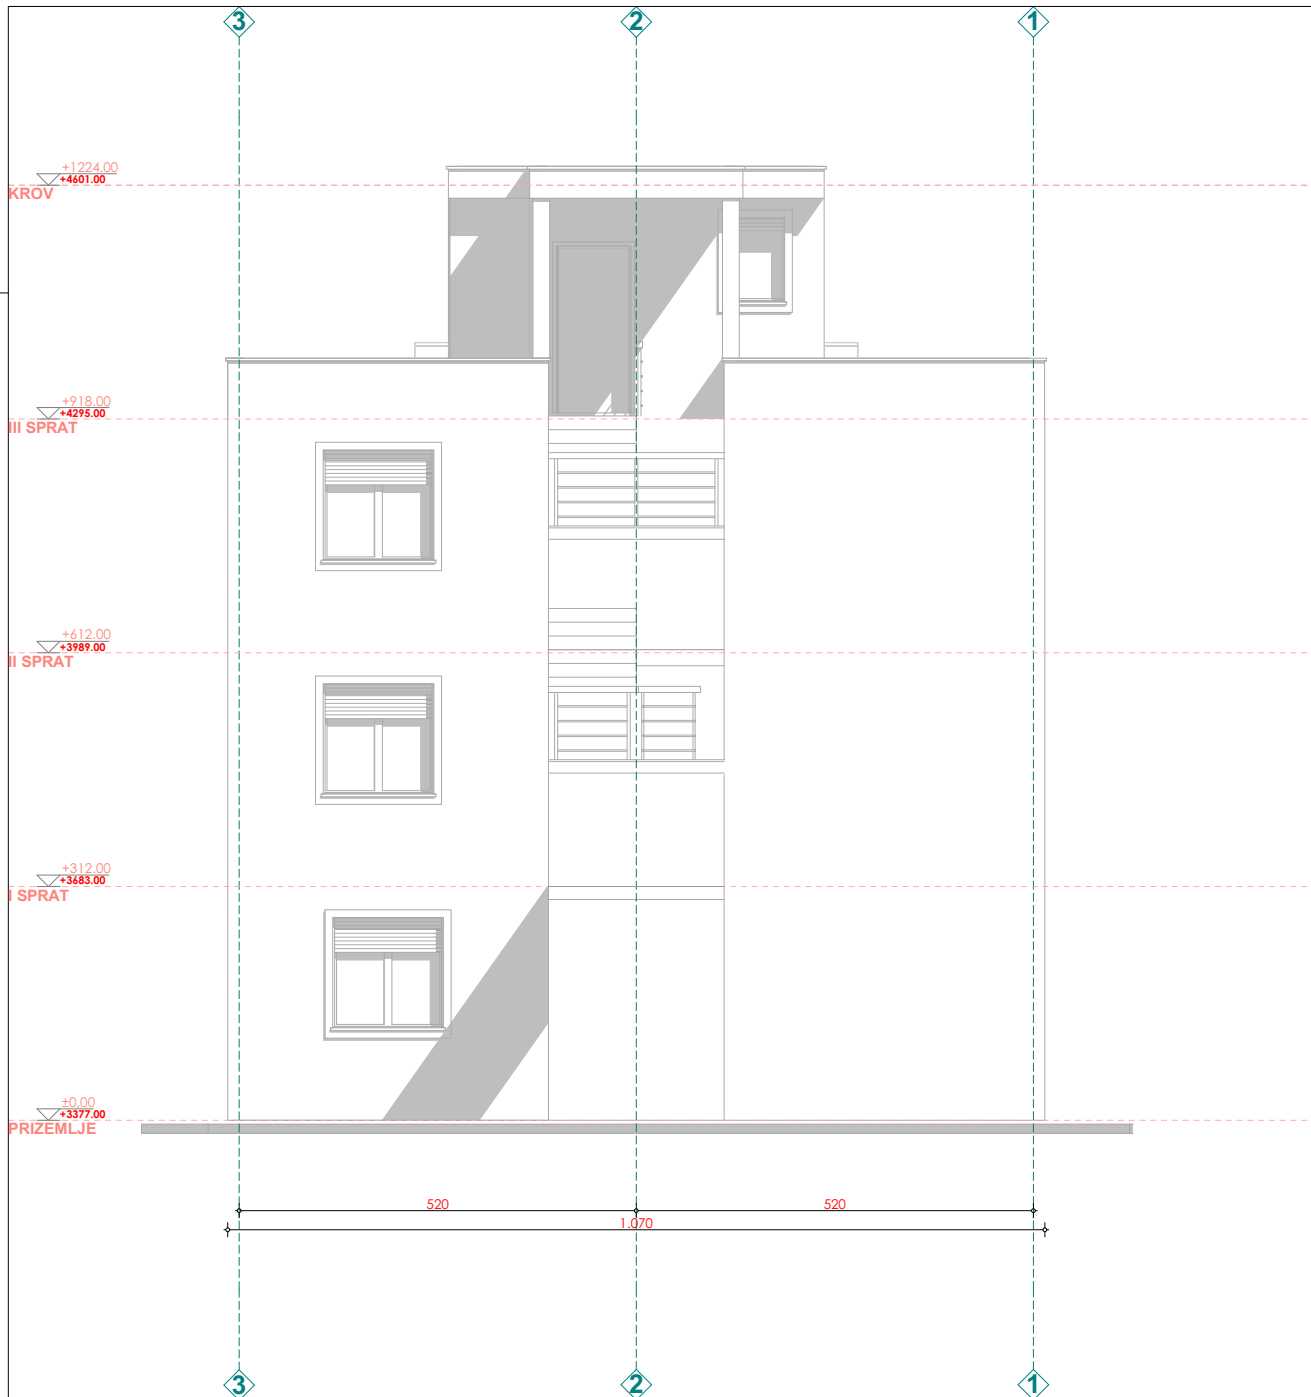 3 2 1
+1224.00
+4601.00
KROV
+918.00
+4295.00
III SPRAT
+612.00
+3989.00
II SPRAT
+312.00
+3683.00
I SPRAT
±0.00
+3377.00
PRIZEMLJE
520 520
1.070
3 2 1